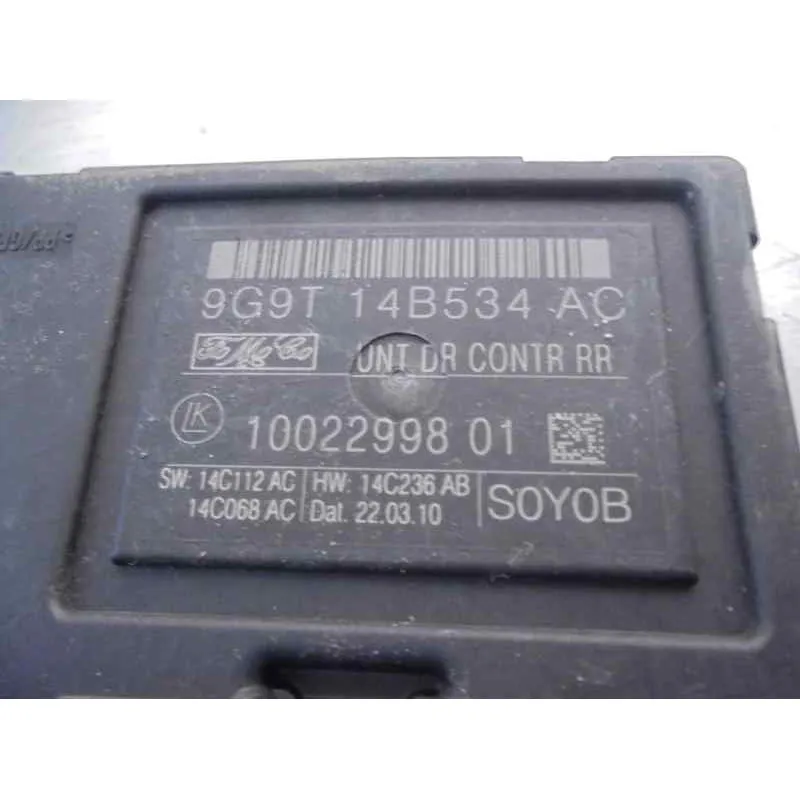 9G9T 14B534 AC
FoMoCo UNT DR CONTR RR
LK 10022998 01
SW: 14C112 AC HW: 14C236 AB S0Y0B
14C068 AC Dat. 22.03.10